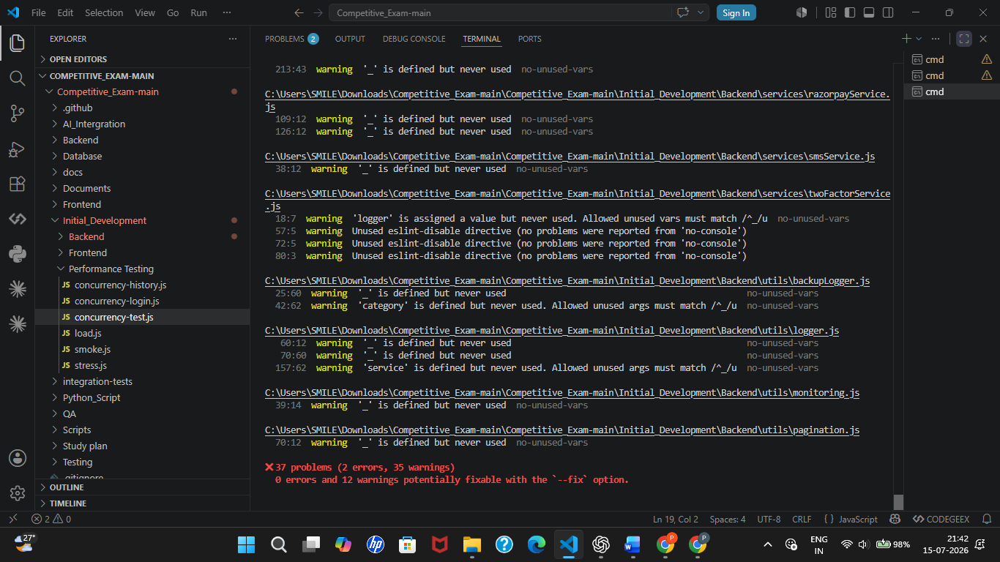 File Edit Selection View Go Run ···
Competitive_Exam-main
Sign In
EXPLORER ···
OPEN EDITORS
COMPETITIVE_EXAM-MAIN
Competitive_Exam-main
.github
AI_Intergration
Backend
Database
docs
Documents
Frontend
Initial_Development
Backend
Frontend
Performance Testing
JS concurrency-history.js
JS concurrency-login.js
JS concurrency-test.js
JS load.js
JS smoke.js
JS stress.js
integration-tests
Python_Script
QA
Scripts
Study plan
Testing
.gitignore
OUTLINE
TIMELINE
PROBLEMS 2 OUTPUT DEBUG CONSOLE TERMINAL PORTS
213:43 warning '_' is defined but never used no-unused-vars
C:\Users\SMILE\Downloads\Competitive_Exam-main\Competitive_Exam-main\Initial_Development\Backend\services\razorpayService.
js
109:12 warning '_' is defined but never used no-unused-vars
126:12 warning '_' is defined but never used no-unused-vars
C:\Users\SMILE\Downloads\Competitive_Exam-main\Competitive_Exam-main\Initial_Development\Backend\services\smsService.js
38:12 warning '_' is defined but never used no-unused-vars
C:\Users\SMILE\Downloads\Competitive_Exam-main\Competitive_Exam-main\Initial_Development\Backend\services\twoFactorService
.js
18:7 warning 'logger' is assigned a value but never used. Allowed unused vars must match /^_/u no-unused-vars
57:5 warning Unused eslint-disable directive (no problems were reported from 'no-console')
72:5 warning Unused eslint-disable directive (no problems were reported from 'no-console')
80:3 warning Unused eslint-disable directive (no problems were reported from 'no-console')
C:\Users\SMILE\Downloads\Competitive_Exam-main\Competitive_Exam-main\Initial_Development\Backend\utils\backupLogger.js
25:60 warning '_' is defined but never used no-unused-vars
42:62 warning 'category' is defined but never used. Allowed unused args must match /^_/u no-unused-vars
C:\Users\SMILE\Downloads\Competitive_Exam-main\Competitive_Exam-main\Initial_Development\Backend\utils\logger.js
60:12 warning '_' is defined but never used no-unused-vars
70:60 warning '_' is defined but never used no-unused-vars
157:62 warning 'service' is defined but never used. Allowed unused args must match /^_/u no-unused-vars
C:\Users\SMILE\Downloads\Competitive_Exam-main\Competitive_Exam-main\Initial_Development\Backend\utils\monitoring.js
39:14 warning '_' is defined but never used no-unused-vars
C:\Users\SMILE\Downloads\Competitive_Exam-main\Competitive_Exam-main\Initial_Development\Backend\utils\pagination.js
70:12 warning '_' is defined but never used no-unused-vars
37 problems (2 errors, 35 warnings)
0 errors and 12 warnings potentially fixable with the `--fix` option.
cmd
cmd
cmd
2 0
Ln 19, Col 2 Spaces: 4 UTF-8 CRLF { } JavaScript CODEGEEX
27°
ENG
IN
98%
21:42
15-07-2026